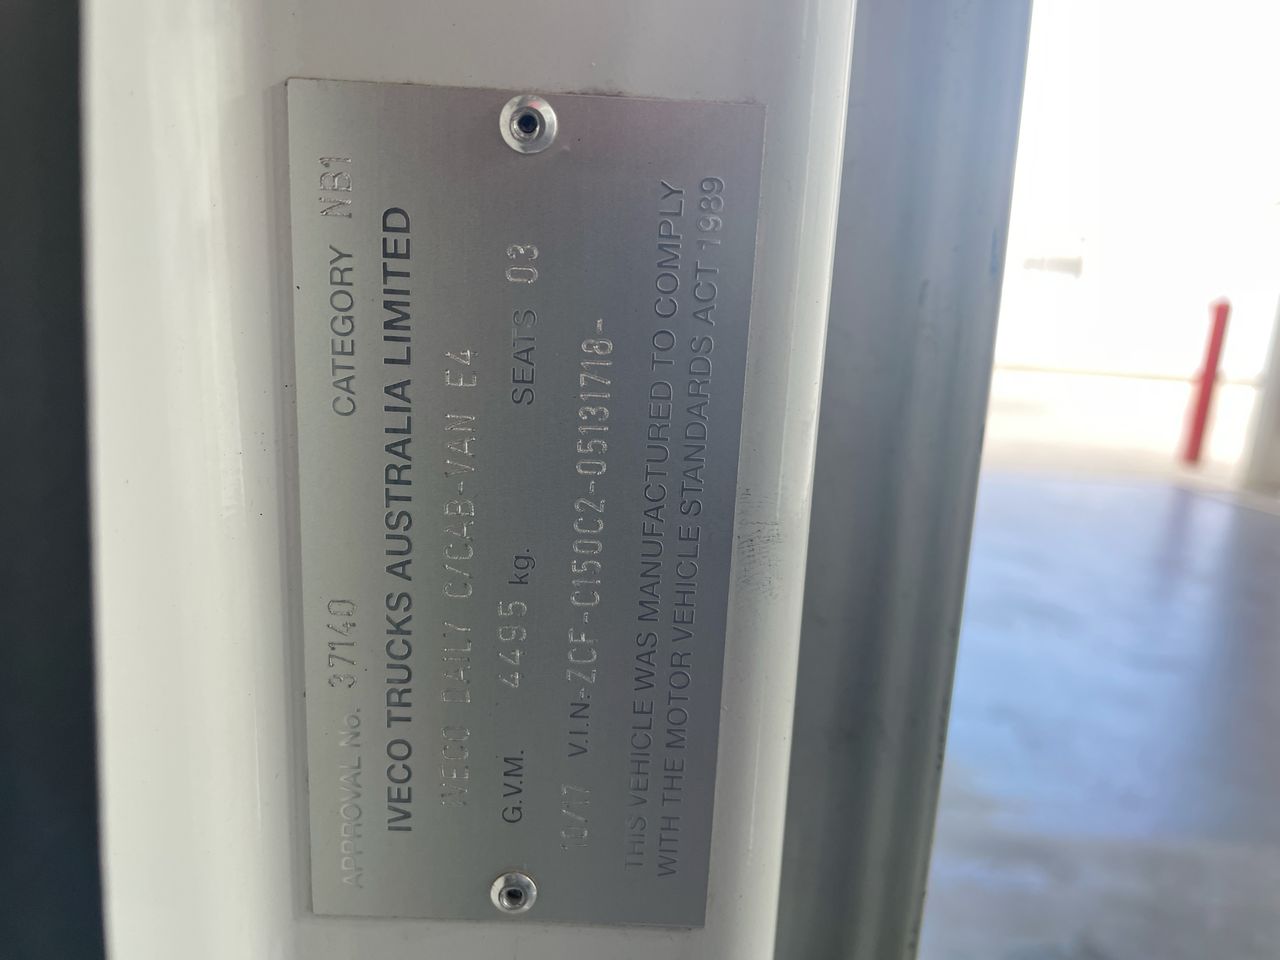 APPROVAL No. 37140 CATEGORY NB1
IVECO TRUCKS AUSTRALIA LIMITED
IVECO DAILY C/CAB-VAN E4
G.V.M. 4495 kg. SEATS 03
10/17 V.I.N.-ZCF-C150C2-05131718-
THIS VEHICLE WAS MANUFACTURED TO COMPLY
WITH THE MOTOR VEHICLE STANDARDS ACT 1989